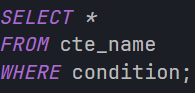 SELECT *
FROM cte_name
WHERE condition;